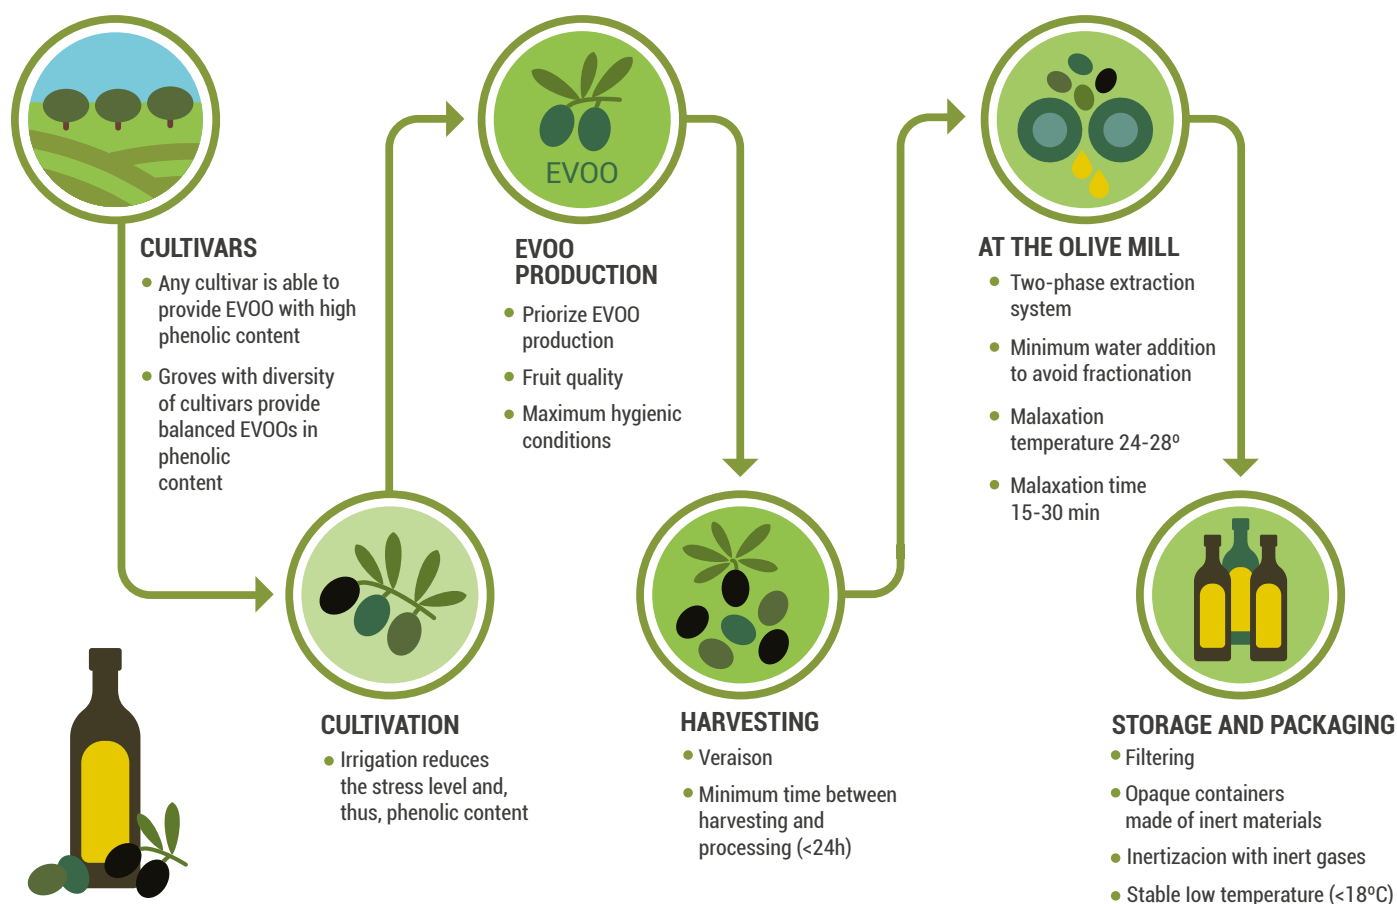 CULTIVARS
Any cultivar is able to
provide EVOO with high
phenolic content
Groves with diversity
of cultivars provide
balanced EVOOs in
phenolic
content
CULTIVATION
Irrigation reduces
the stress level and,
thus, phenolic content
EVOO
EVOO
PRODUCTION
Priorize EVOO
production
Fruit quality
Maximum hygienic
conditions
HARVESTING
Veraison
Minimum time between
harvesting and
processing (<24h)
AT THE OLIVE MILL
Two-phase extraction
system
Minimum water addition
to avoid fractionation
Malaxation
temperature 24-28º
Malaxation time
15-30 min
STORAGE AND PACKAGING
Filtering
Opaque containers
made of inert materials
Inertizacion with inert gases
Stable low temperature (<18ºC)